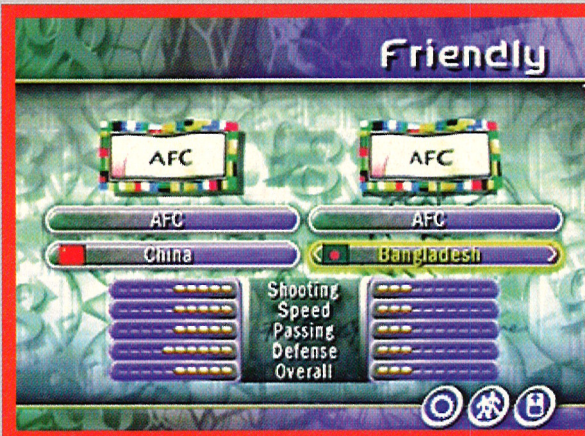 Friendly
AFC AFC
AFC AFC
China Bangladesh
Shooting
Speed
Passing
Defense
Overall